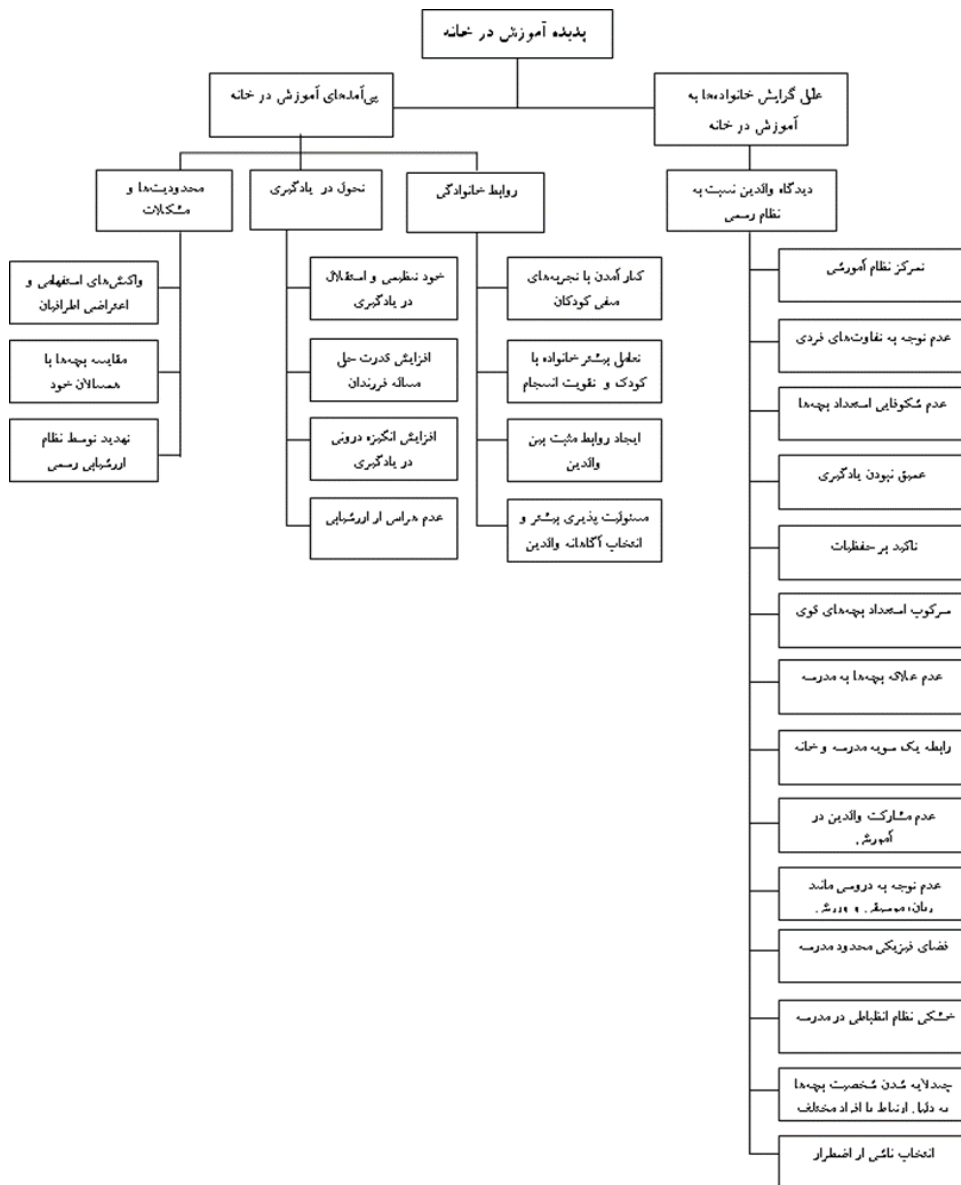 پدیده آموزش در خانه
علل گرایش خانواده‌ها به
آموزش در خانه
دیدگاه والدین نسبت به
نظام رسمی
تمرکز نظام آموزشی
عدم توجه به تفاوت‌های فردی
عدم شکوفایی استعداد بچه‌ها
عمیق نبودن یادگیری
تاکید بر حفظیات
سرکوب استعداد بچه‌های قوی
عدم علاقه بچه‌ها به مدرسه
رابطه یک سویه مدرسه و خانه
عدم مشارکت والدین در
آموزش
عدم توجه به دروسی مانند
زبان، موسیقی و ورزش
فضای فیزیکی محدود مدرسه
خشکی نظام انظباطی در مدرسه
چندلایه شدن شخصیت بچه‌ها
به دلیل ارتباط با افراد مختلف
انتخاب ناشی از اضطرار
پی‌آمدهای آموزش در خانه
روابط خانوادگی
کنار آمدن با تجربه‌های
منفی کودکان
تعامل بیشتر خانواده با
کودک و تقویت انسجام
ایجاد روابط مثبت بین
والدین
مسئولیت پذیری بیشتر و
انتخاب آگاهانه والدین
تحول در یادگیری
خود تنظیمی و استقلال
در یادگیری
افزایش قدرت حل
مساله فرزندان
افزایش انگیزه درونی
در یادگیری
عدم هراس از ارزشیابی
محدودیت‌ها و
مشکلات
واکنش‌های استفهامی و
اعتراضی اطرافیان
مقایسه بچه‌ها با
همسالان خود
تهدید توسط نظام
ارزشیابی رسمی